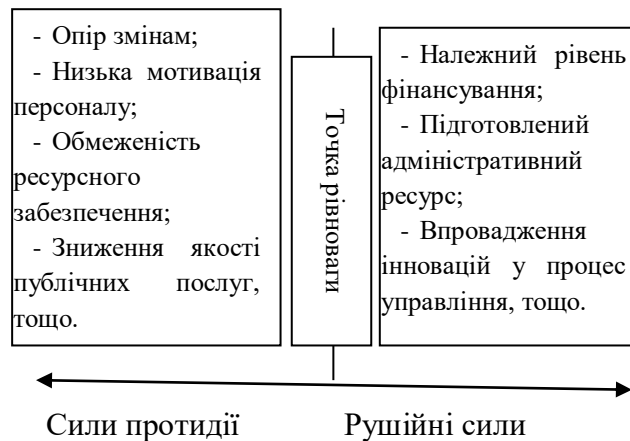 - Опір змінам;
- Низька мотивація
персоналу;
- Обмеженість
ресурсного
забезпечення;
- Зниження якості
публічних послуг,
тощо.
Точка рівноваги
- Належний рівень
фінансування;
- Підготовлений
адміністративний
ресурс;
- Впровадження
інновацій у процес
управління, тощо.
Сили протидії
Рушійні сили